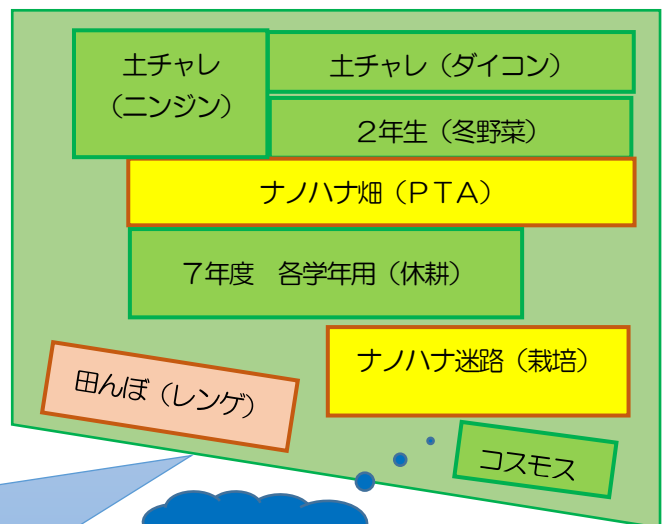 土チャレ
(ニンジン)
土チャレ(ダイコン)
2年生(冬野菜)
ナノハナ畑(PTA)
7年度 各学年用(休耕)
ナノハナ迷路(栽培)
田んぼ(レンゲ)
コスモス